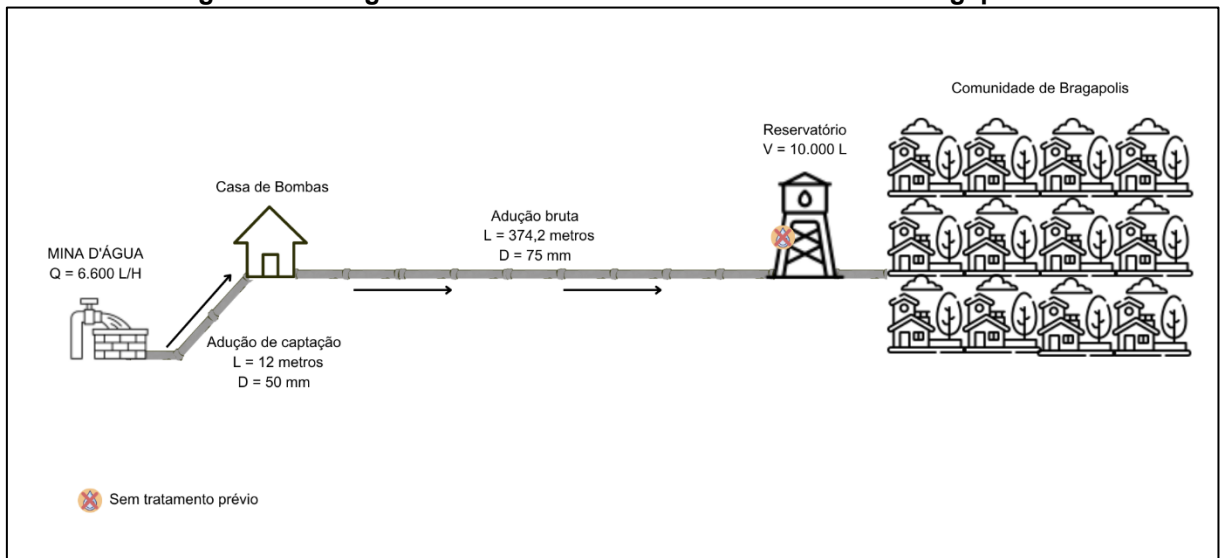 Comunidade de Bragapolis
Reservatório
V = 10.000 L
Casa de Bombas
Adução bruta
L = 374,2 metros
D = 75 mm
MINA D'ÁGUA
Q = 6.600 L/H
Adução de captação
L = 12 metros
D = 50 mm
Sem tratamento prévio